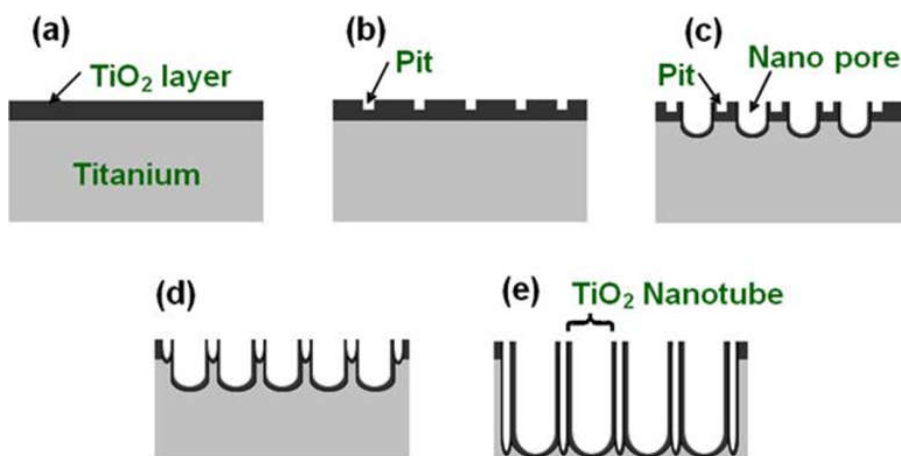 (a)
TiO₂ layer
Titanium
(b)
Pit
(c)
Pit
Nano pore
(d)
(e)
TiO₂ Nanotube